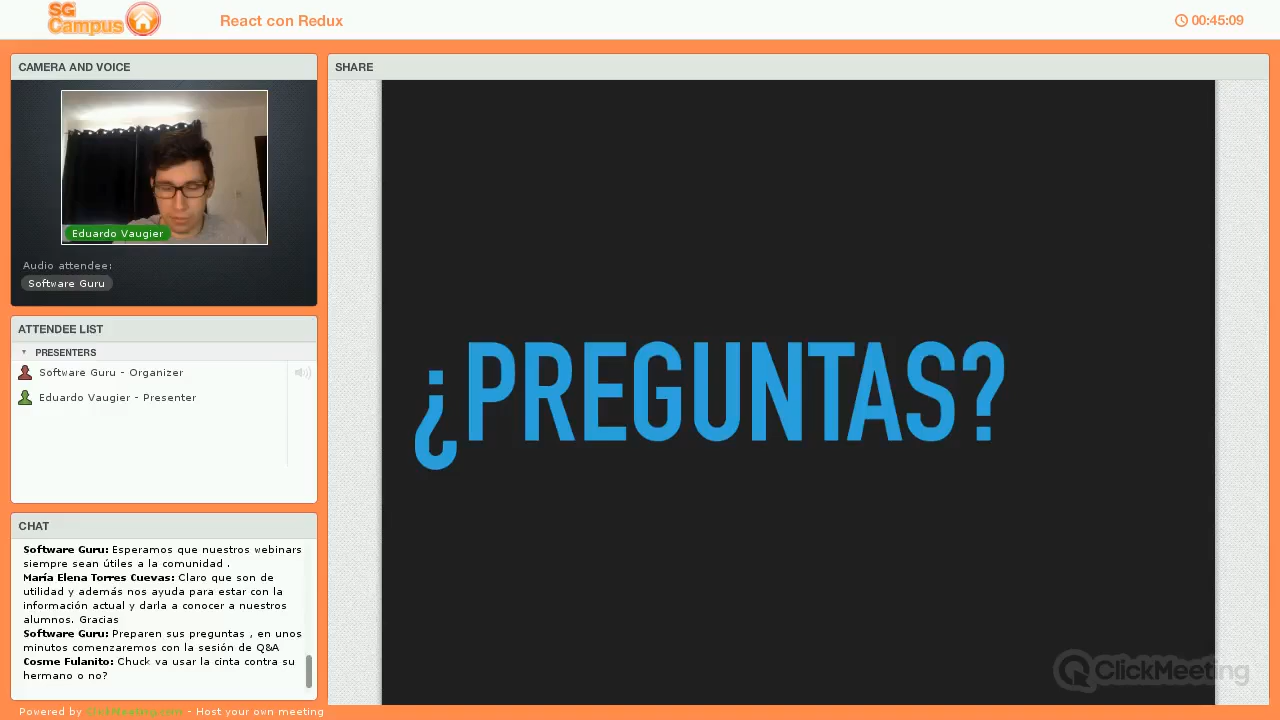 SG
Campus
React con Redux
00:45:09
CAMERA AND VOICE
Eduardo Vaugier
Audio attendee:
Software Guru
ATTENDEE LIST
PRESENTERS
Software Guru - Organizer
Eduardo Vaugier - Presenter
CHAT
Software Guru: Esperamos que nuestros webinars
siempre sean útiles a la comunidad .
María Elena Torres Cuevas: Claro que son de
utilidad y además nos ayuda para estar con la
información actual y darla a conocer a nuestros
alumnos. Gracias
Software Guru: Preparen sus preguntas , en unos
minutos comenzaremos con la sesión de Q&A
Cosme Fulanito: Chuck va usar la cinta contra su
hermano o no?
Powered by ClickMeeting.com - Host your own meeting
SHARE
¿PREGUNTAS?
ClickMeeting